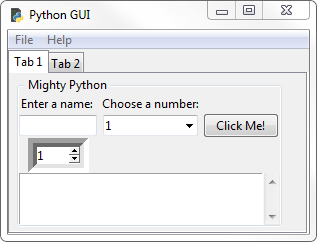 Python GUI
File Help
Tab 1 Tab 2
Mighty Python
Enter a name: Choose a number:
1 Click Me!
1